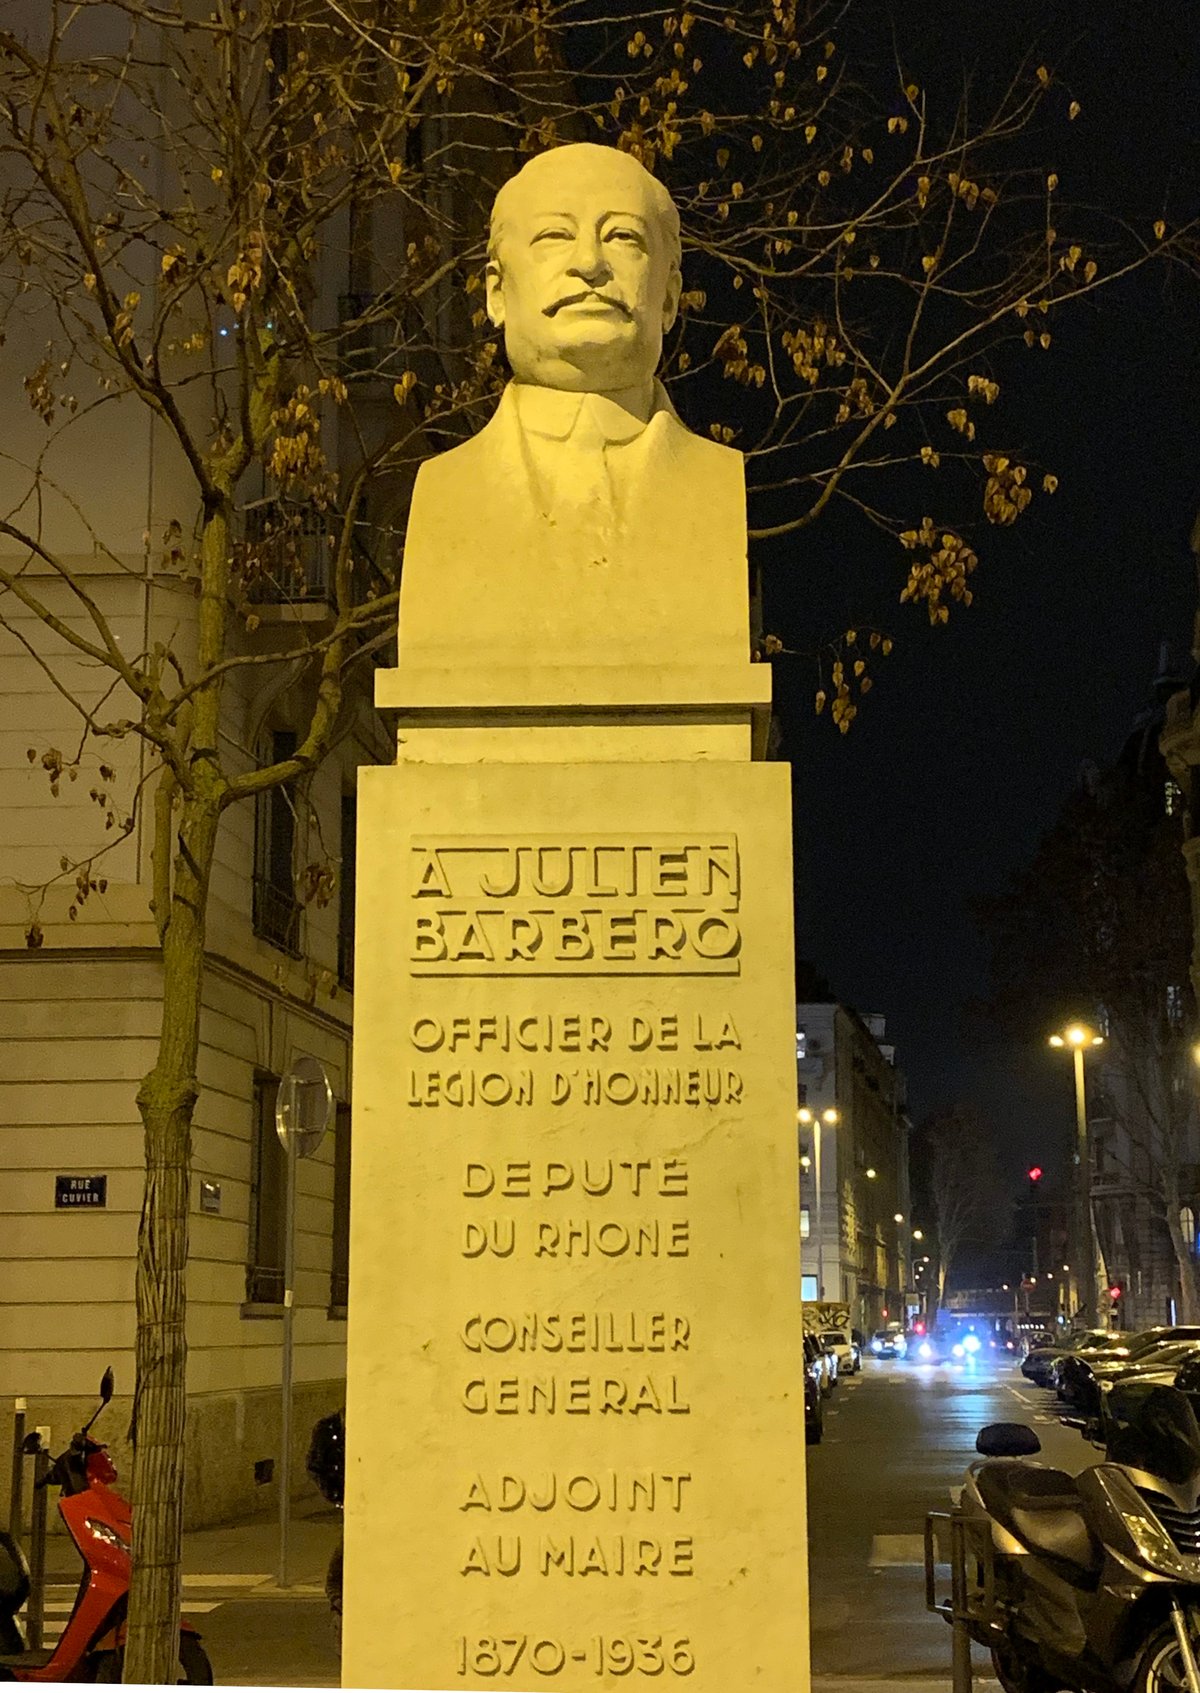 A JULIEN
BARBERO
OFFICIER DE LA
LEGION D'HONNEUR
DEPUTE
DU RHONE
CONSEILLER
GENERAL
ADJOINT
AU MAIRE
1870-1936
RUE
CUVIER